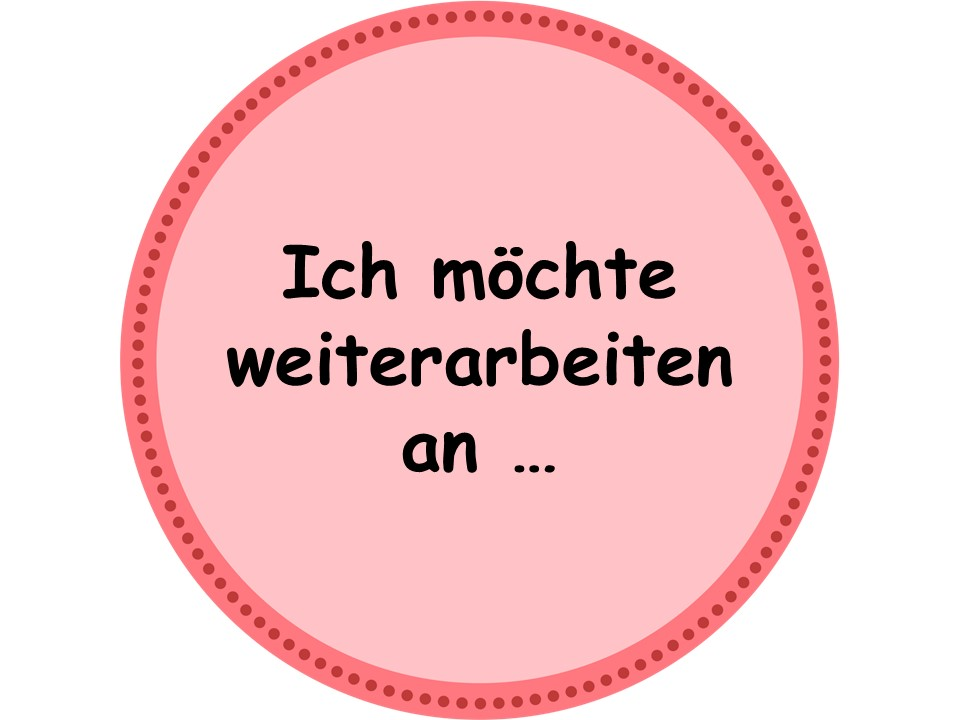 Ich möchte
weiterarbeiten
an …